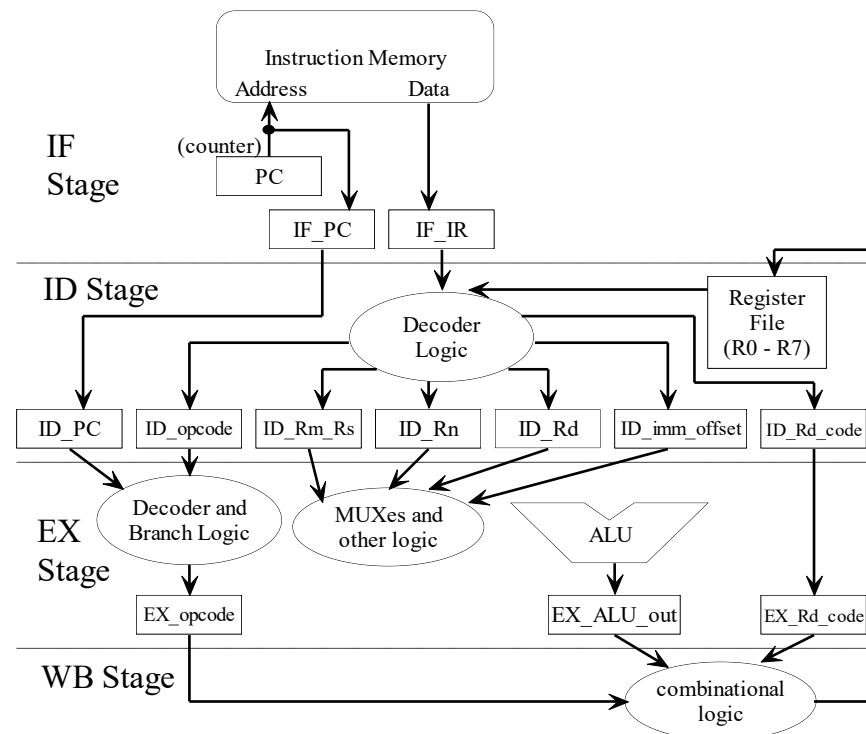 Instruction Memory
Address
Data
IF
Stage
(counter)
PC
IF_PC
IF_IR
ID Stage
Decoder
Logic
Register
File
(R0 - R7)
ID_PC
ID_opcode
ID_Rm_Rs
ID_Rn
ID_Rd
ID_imm_offset
ID_Rd_code
EX
Stage
Decoder and
Branch Logic
MUXes and
other logic
ALU
EX_opcode
EX_ALU_out
EX_Rd_code
WB Stage
combinational
logic